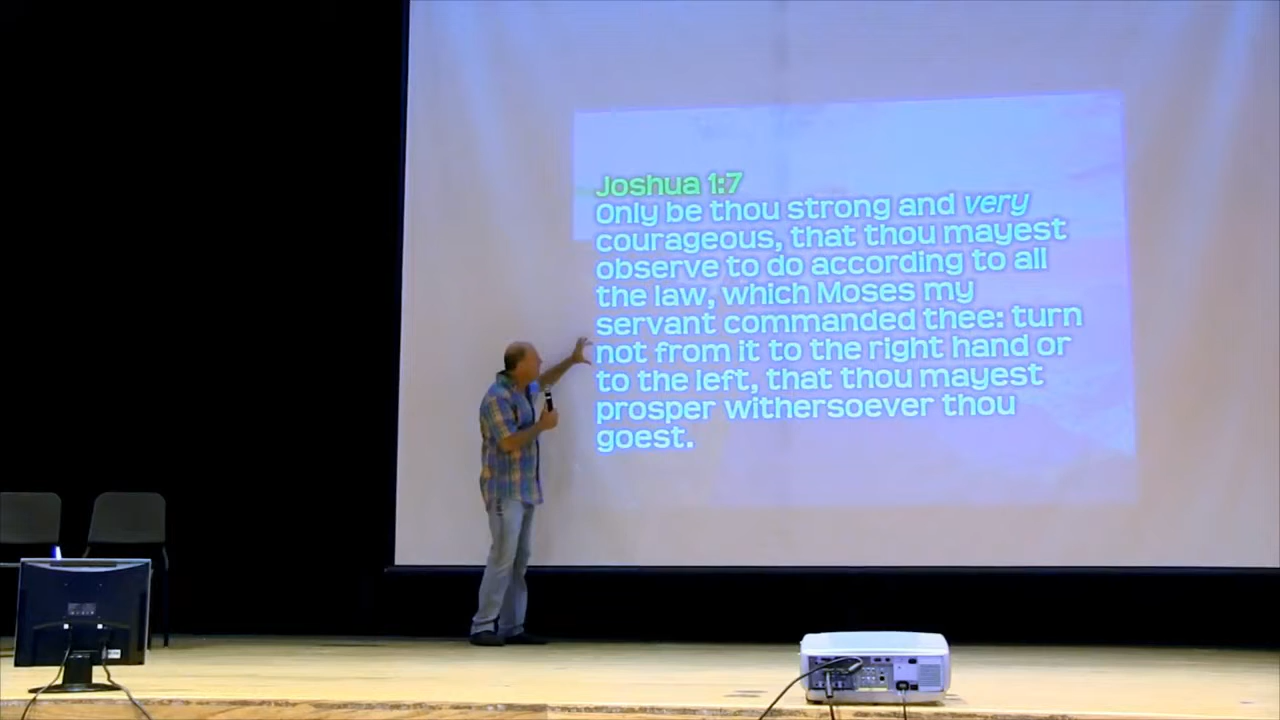 Joshua 1:7
Only be thou strong and very
courageous, that thou mayest
observe to do according to all
the law, which Moses my
servant commanded thee: turn
not from it to the right hand or
to the left, that thou mayest
prosper withersoever thou
goest.